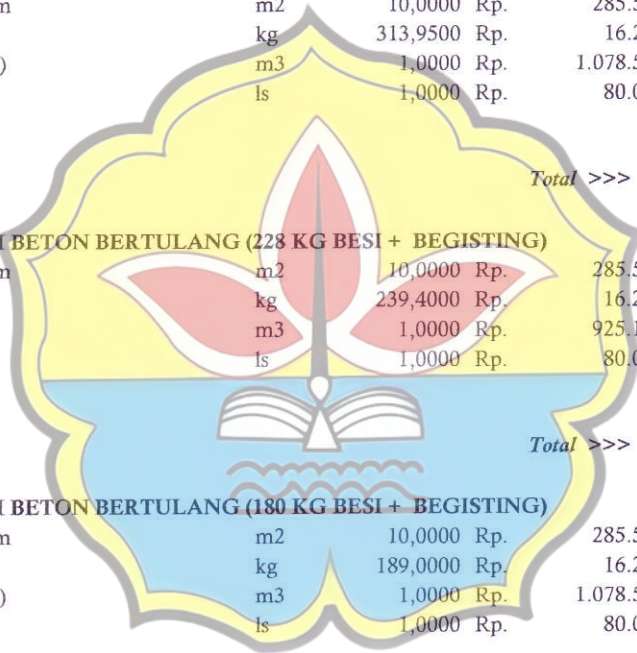 m m2 10,0000 Rp. 285.5
kg 313,9500 Rp. 16.2
) m3 1,0000 Rp. 1.078.5
ls 1,0000 Rp. 80.0
Total >>>
I BETON BERTULANG (228 KG BESI + BEGISTING)
m m2 10,0000 Rp. 285.5
kg 239,4000 Rp. 16.2
m3 1,0000 Rp. 925.1
ls 1,0000 Rp. 80.0
Total >>>
I BETON BERTULANG (180 KG BESI + BEGISTING)
m m2 10,0000 Rp. 285.5
kg 189,0000 Rp. 16.2
) m3 1,0000 Rp. 1.078.5
ls 1,0000 Rp. 80.0